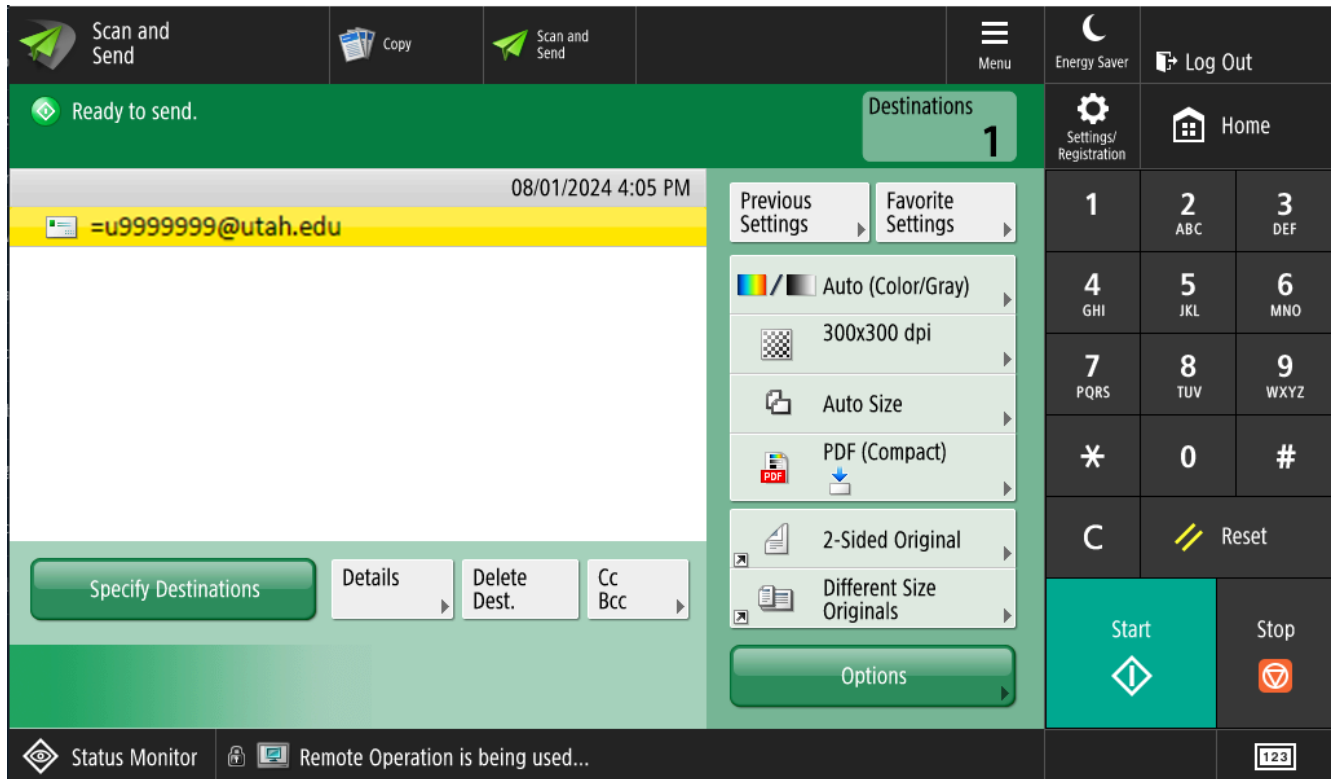 Scan and
Send
Copy
Scan and
Send
Menu
Energy Saver
Log Out
Ready to send.
Destinations
1
Settings/
Registration
Home
08/01/2024 4:05 PM
=u9999999@utah.edu
Previous
Settings
Favorite
Settings
Auto (Color/Gray)
300x300 dpi
Auto Size
PDF
PDF (Compact)
2-Sided Original
Different Size
Originals
Options
Specify Destinations
Details
Delete
Dest.
Cc
Bcc
1
2
ABC
3
DEF
4
GHI
5
JKL
6
MNO
7
PQRS
8
TUV
9
WXYZ
0
#
C
Reset
Start
Stop
Status Monitor
Remote Operation is being used...
123